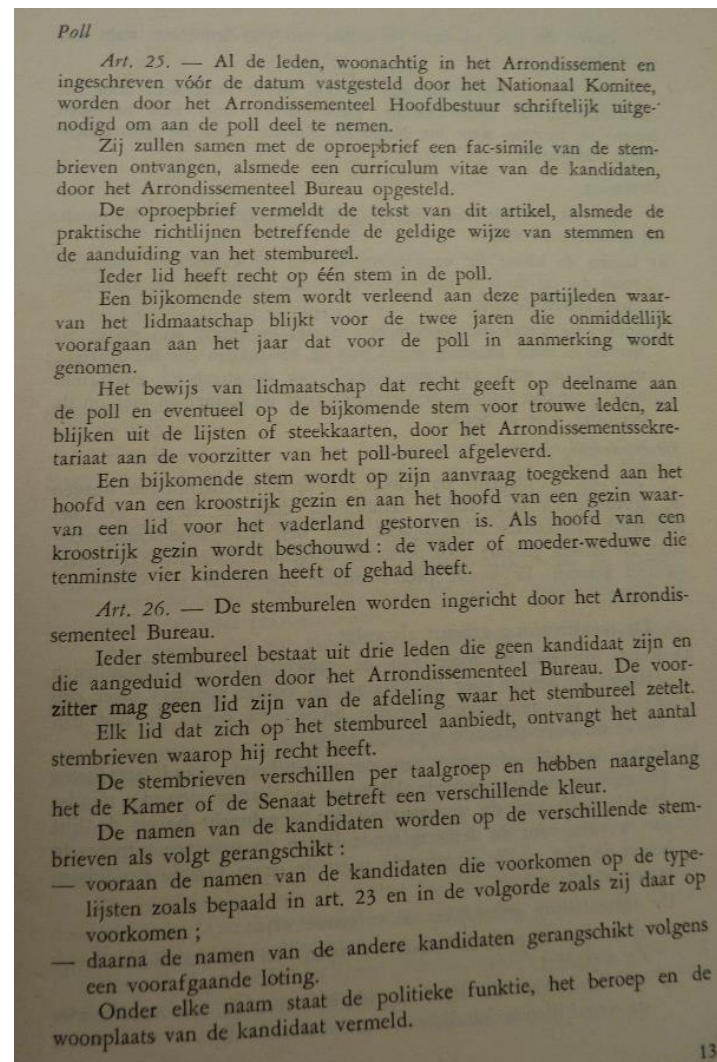 Poll
Art. 25. — Al de leden, woonachtig in het Arrondissement en
ingeschreven vóór de datum vastgesteld door het Nationaal Komitee,
worden door het Arrondissementeel Hoofdbestuur schriftelijk uitge-
nodigd om aan de poll deel te nemen.
Zij zullen samen met de oproepbrief een fac-simile van de stem-
brieven ontvangen, alsmede een curriculum vitae van de kandidaten,
door het Arrondissementeel Bureau opgesteld.
De oproepbrief vermeldt de tekst van dit artikel, alsmede de
praktische richtlijnen betreffende de geldige wijze van stemmen en
de aanduiding van het stembureel.
Ieder lid heeft recht op één stem in de poll.
Een bijkomende stem wordt verleend aan deze partijleden waar-
van het lidmaatschap blijkt voor de twee jaren die onmiddellijk
voorafgaan aan het jaar dat voor de poll in aanmerking wordt
genomen.
Het bewijs van lidmaatschap dat recht geeft op deelname aan
de poll en eventueel op de bijkomende stem voor trouwe leden, zal
blijken uit de lijsten of steekkaarten, door het Arrondissementssekre-
tariaat aan de voorzitter van het poll-bureel afgeleverd.
Een bijkomende stem wordt op zijn aanvraag toegekend aan het
hoofd van een kroostrijk gezin en aan het hoofd van een gezin waar-
van een lid voor het vaderland gestorven is. Als hoofd van een
kroostrijk gezin wordt beschouwd : de vader of moeder-weduwe die
tenminste vier kinderen heeft of gehad heeft.
Art. 26. — De stemburelen worden ingericht door het Arrondis-
sementeel Bureau.
Ieder stembureel bestaat uit drie leden die geen kandidaat zijn en
die aangeduid worden door het Arrondissementeel Bureau. De voor-
zitter mag geen lid zijn van de afdeling waar het stembureel zetelt.
Elk lid dat zich op het stembureel aanbiedt, ontvangt het aantal
stembrieven waarop hij recht heeft.
De stembrieven verschillen per taalgroep en hebben naargelang
het de Kamer of de Senaat betreft een verschillende kleur.
De namen van de kandidaten worden op de verschillende stem-
brieven als volgt gerangschikt :
— vooraan de namen van de kandidaten die voorkomen op de type-
lijsten zoals bepaald in art. 23 en in de volgorde zoals zij daar op
voorkomen ;
— daarna de namen van de andere kandidaten gerangschikt volgens
een voorafgaande loting.
Onder elke naam staat de politieke funktie, het beroep en de
woonplaats van de kandidaat vermeld.
13